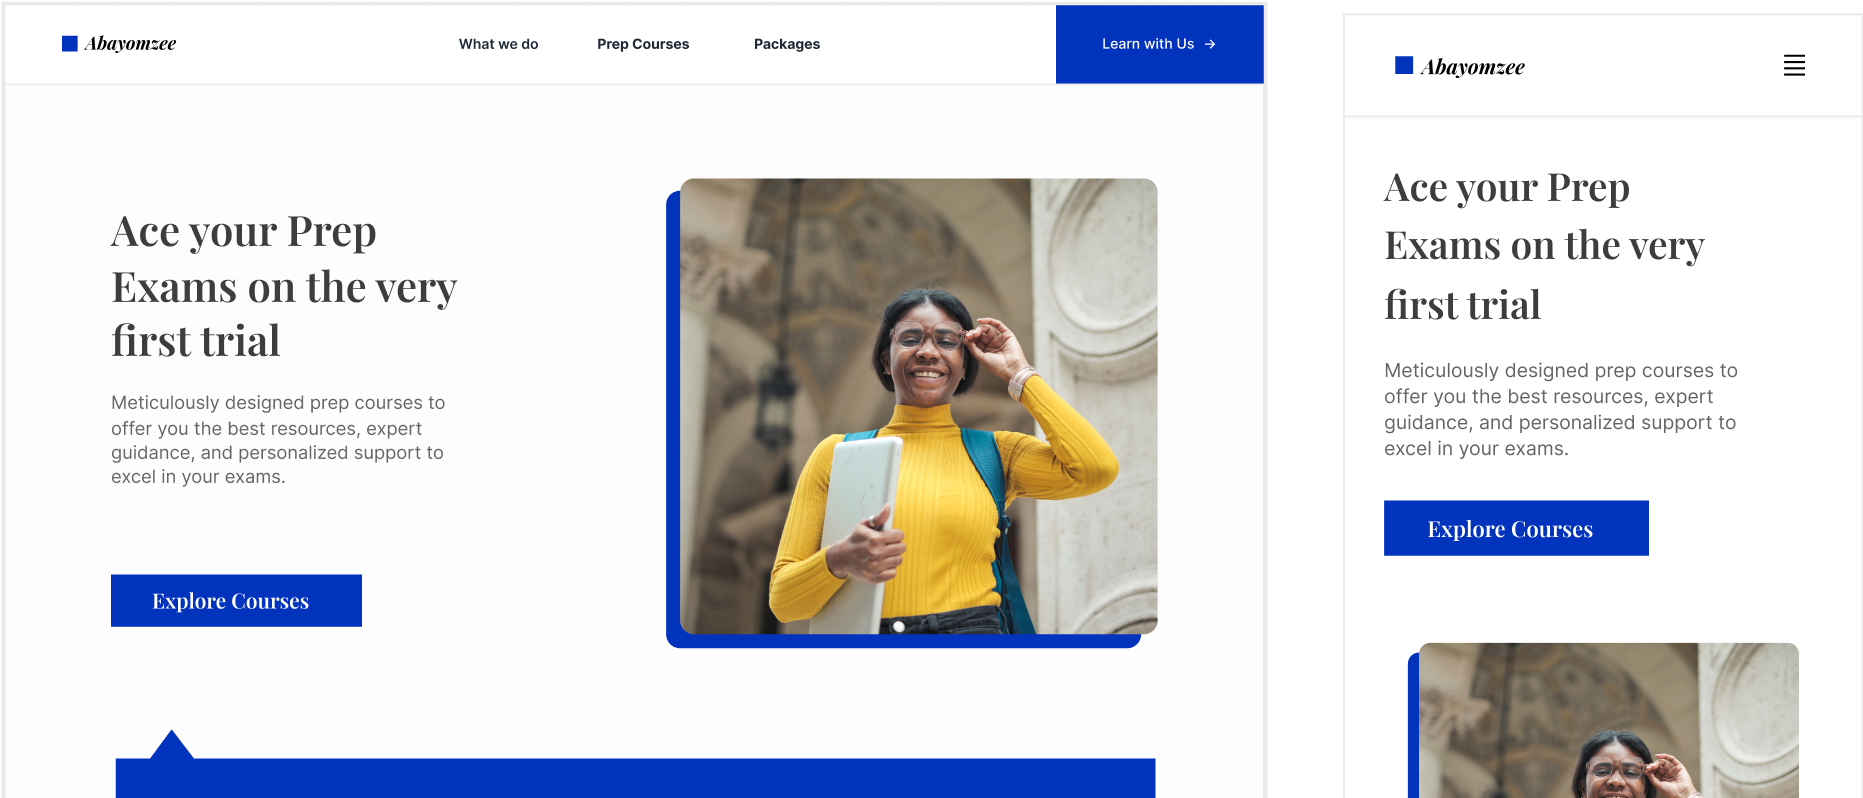 Abayomzee
What we do
Prep Courses
Packages
Learn with Us →
Ace your Prep
Exams on the very
first trial
Meticulously designed prep courses to
offer you the best resources, expert
guidance, and personalized support to
excel in your exams.
Explore Courses
Abayomzee
Ace your Prep
Exams on the very
first trial
Meticulously designed prep courses to
offer you the best resources, expert
guidance, and personalized support to
excel in your exams.
Explore Courses